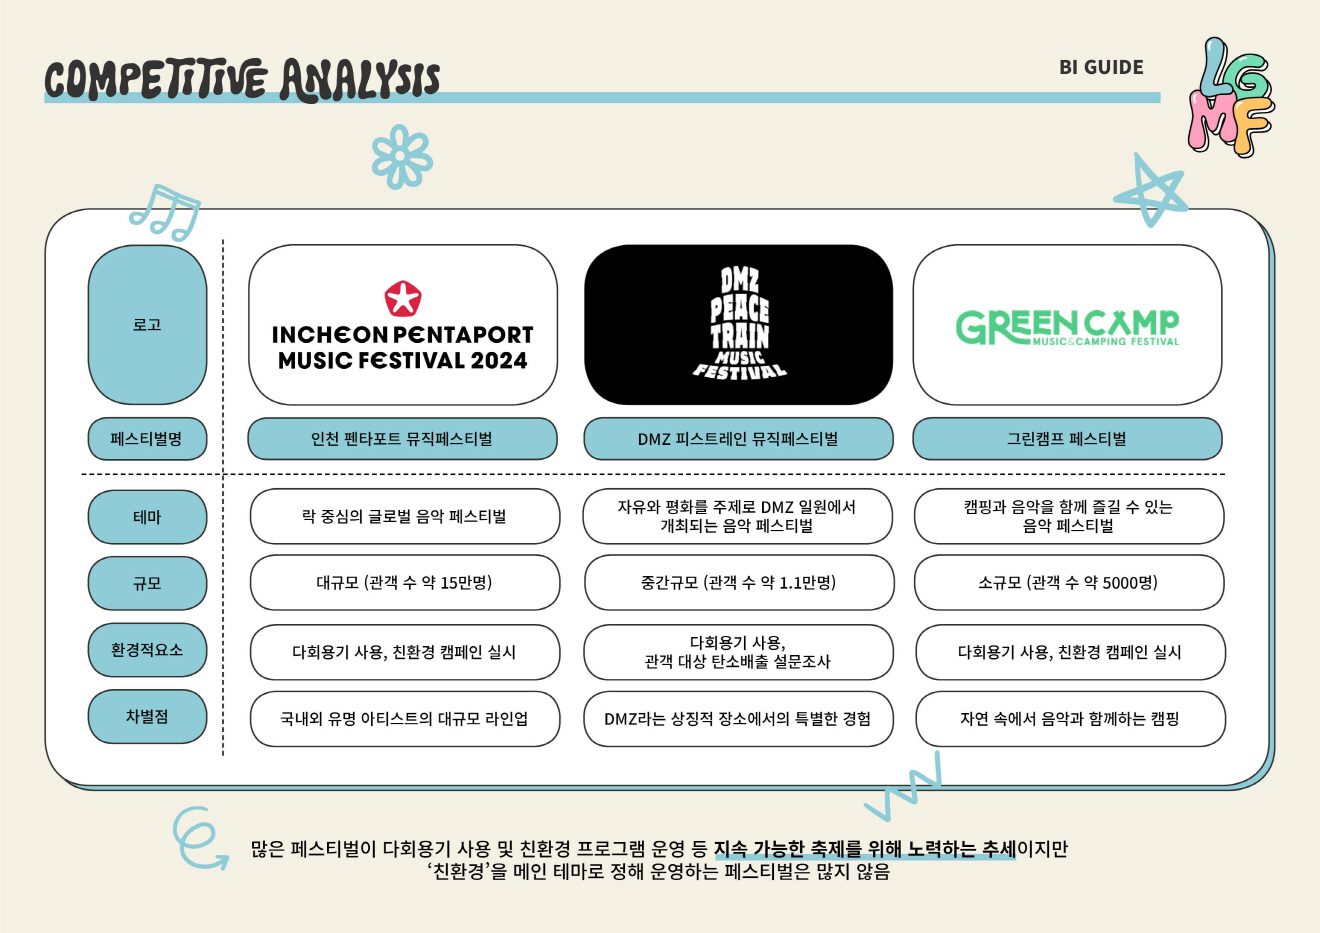 COMPETITIVE ANALYSIS
BI GUIDE
LG
MF
로고
INCHEON PENTAPORT
MUSIC FESTIVAL 2024
DMZ
PEACE
TRAIN
MUSIC
FESTIVAL
GREEN CAMP
MUSIC&CAMPING FESTIVAL
페스티벌명
인천 펜타포트 뮤직페스티벌
DMZ 피스트레인 뮤직페스티벌
그린캠프 페스티벌
테마
락 중심의 글로벌 음악 페스티벌
자유와 평화를 주제로 DMZ 일원에서
개최되는 음악 페스티벌
캠핑과 음악을 함께 즐길 수 있는
음악 페스티벌
규모
대규모 (관객 수 약 15만명)
중간규모 (관객 수 약 1.1만명)
소규모 (관객 수 약 5000명)
환경적요소
다회용기 사용, 친환경 캠페인 실시
다회용기 사용,
관객 대상 탄소배출 설문조사
다회용기 사용, 친환경 캠페인 실시
차별점
국내외 유명 아티스트의 대규모 라인업
DMZ라는 상징적 장소에서의 특별한 경험
자연 속에서 음악과 함께하는 캠핑
많은 페스티벌이 다회용기 사용 및 친환경 프로그램 운영 등 지속 가능한 축제를 위해 노력하는 추세이지만
‘친환경’을 메인 테마로 정해 운영하는 페스티벌은 많지 않음